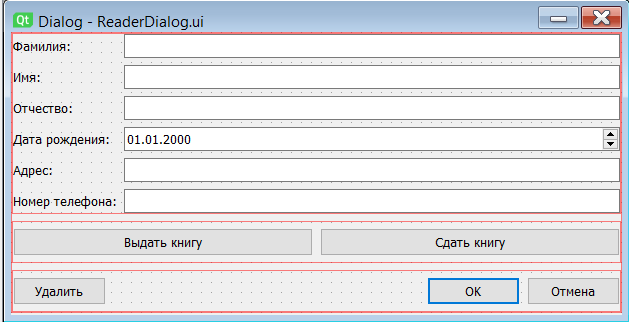 Qt Dialog - ReaderDialog.ui
Фамилия:
Имя:
Отчество:
Дата рождения: 01.01.2000
Адрес:
Номер телефона:
Выдать книгу Сдать книгу
Удалить ОК Отмена